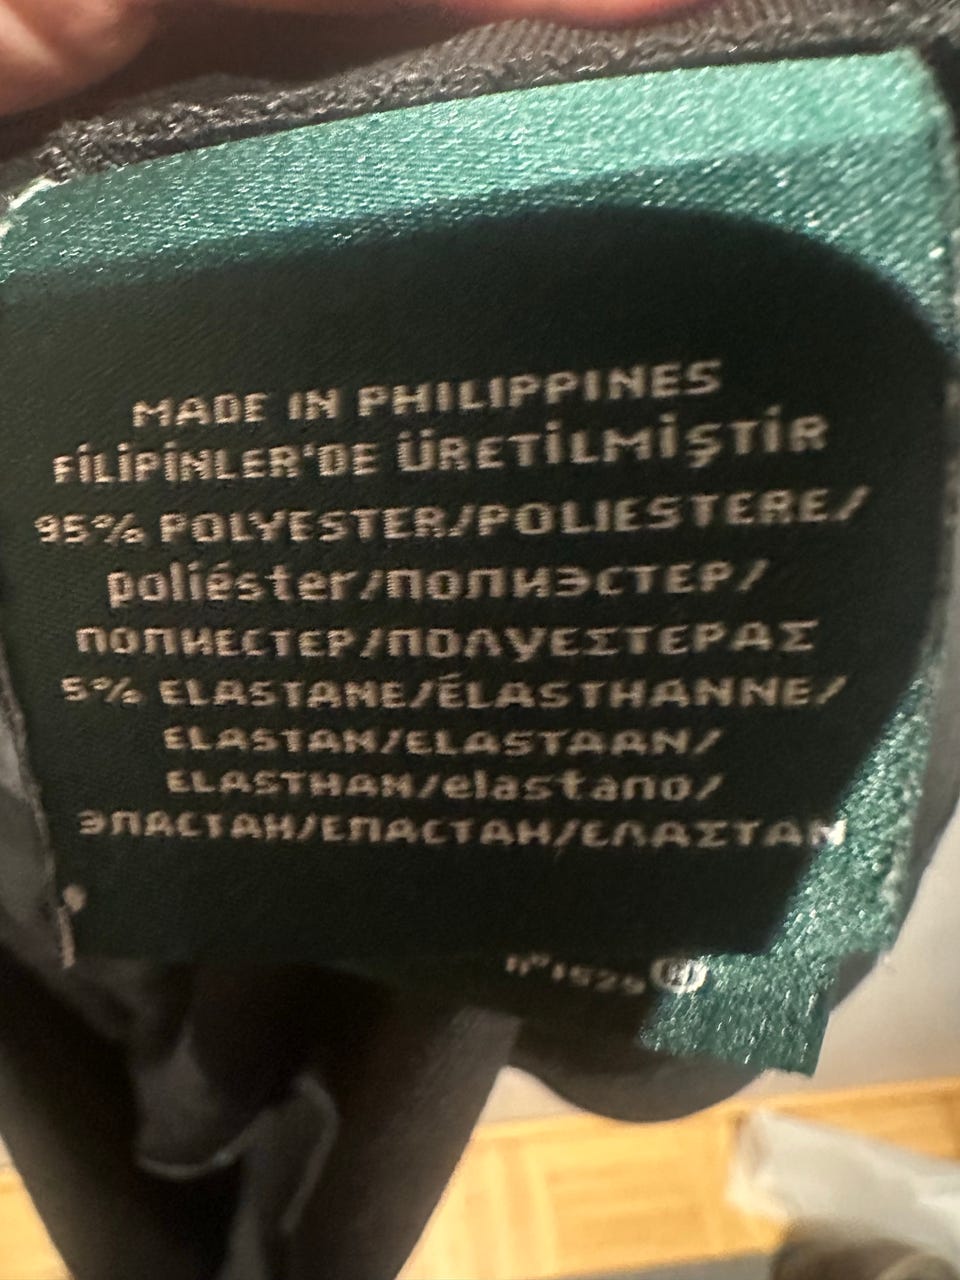 MADE IN PHILIPPINES
FİLİPİNLER'DE ÜRETİLMİŞTİR
95% POLYESTER/POLIESTERE/
poliéster/ПОЛИЭСТЕР/
ПОЛИЕСТЕР/ΠΟΛΥΕΣΤΕΡΑΣ
5% ELASTANE/ÉLASTHANNE/
ELASTAN/ELASTAAN/
ELASTHAN/elastano/
ЭЛАСТАН/ЕЛАСТАН/ΕΛΑΣΤΑΝ